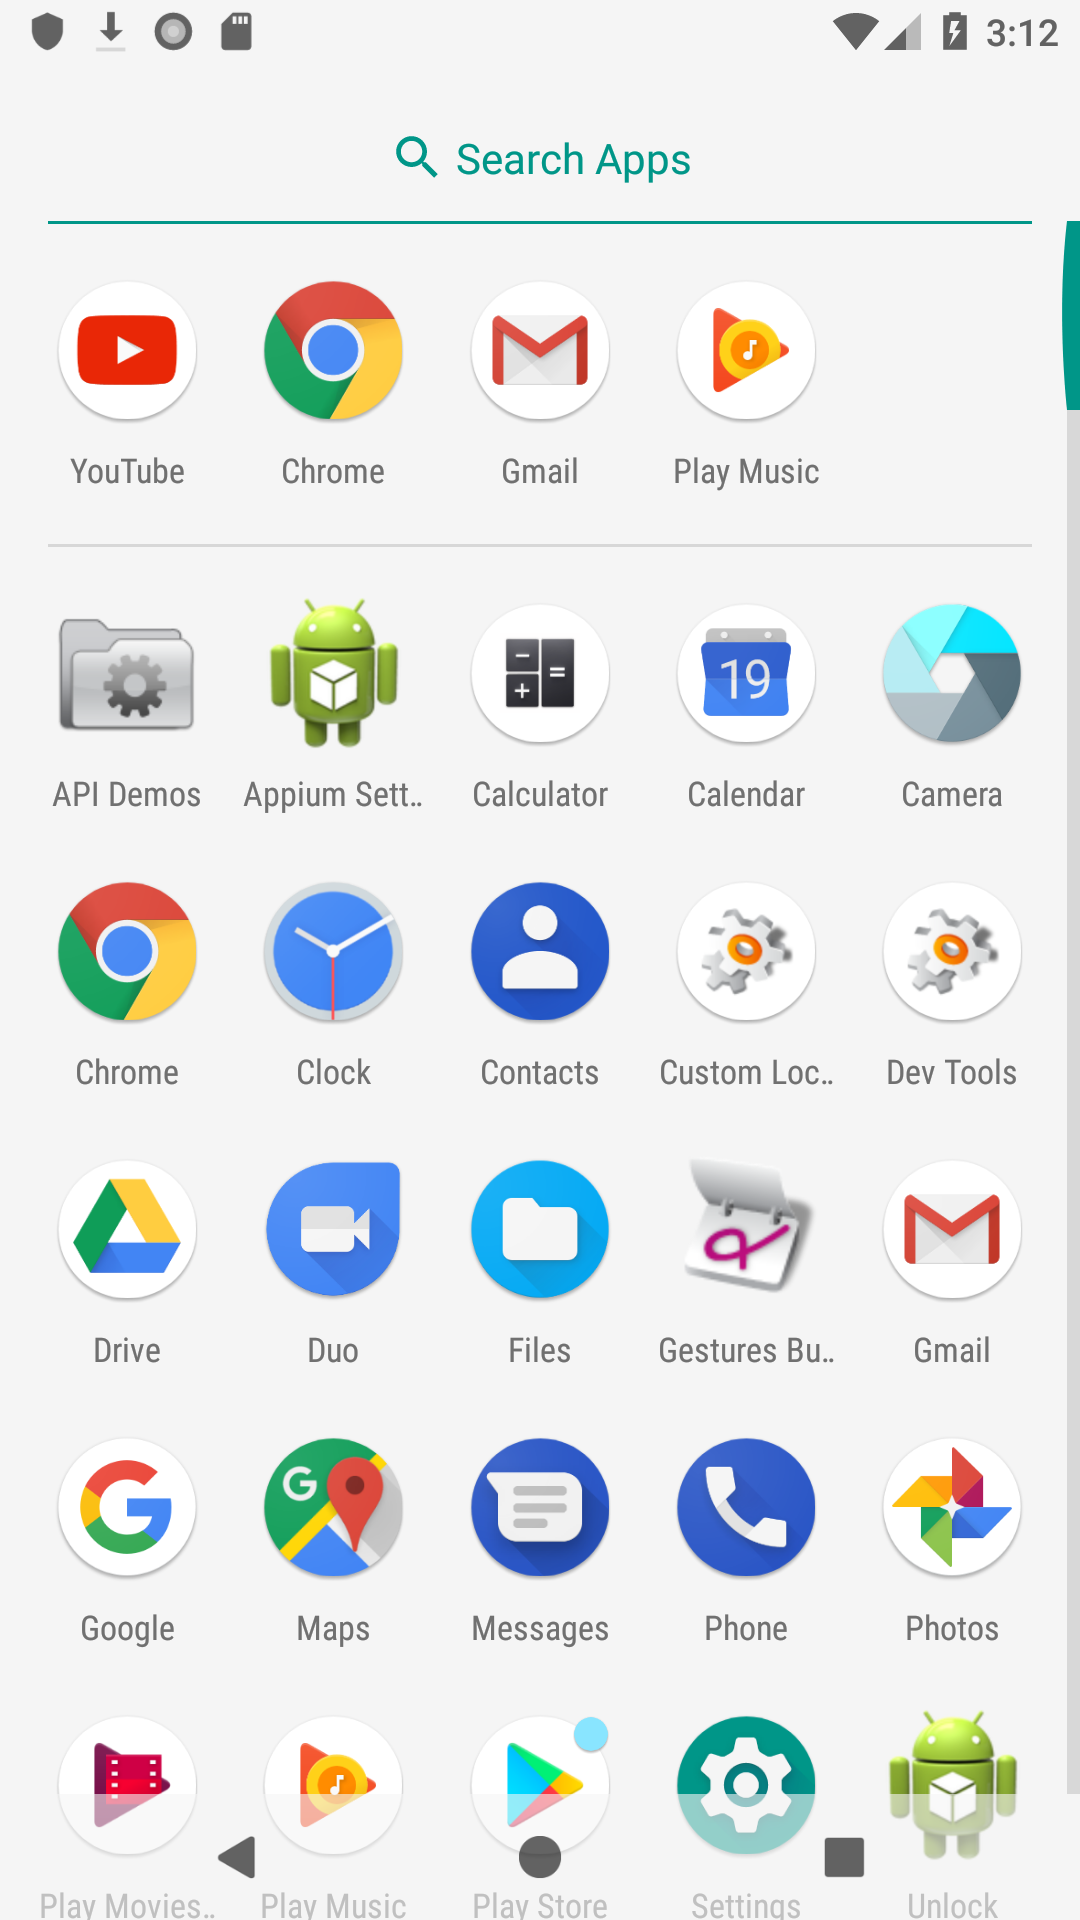 3:12
Search Apps
YouTube Chrome Gmail Play Music
19
API Demos Appium Sett.. Calculator Calendar Camera
Chrome Clock Contacts Custom Loc.. Dev Tools
Drive Duo Files Gestures Bu.. Gmail
G
Google Maps Messages Phone Photos
Play Movies.. Play Music Play Store Settings Unlock